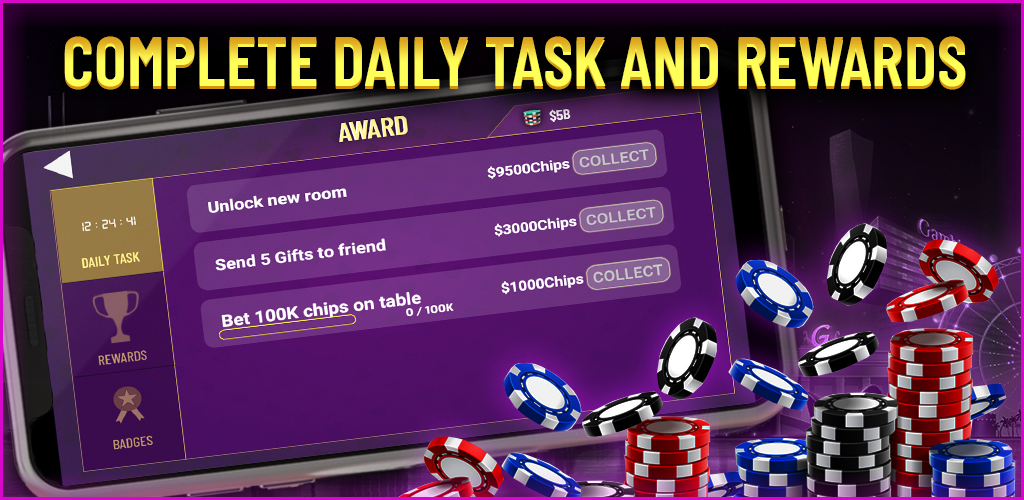 COMPLETE DAILY TASK AND REWARDS
AWARD
$5B
12 : 24 : 41
DAILY TASK
REWARDS
BADGES
Unlock new room
$9500Chips
COLLECT
Send 5 Gifts to friend
$3000Chips
COLLECT
Bet 100K chips on table
0 / 100K
$1000Chips
COLLECT